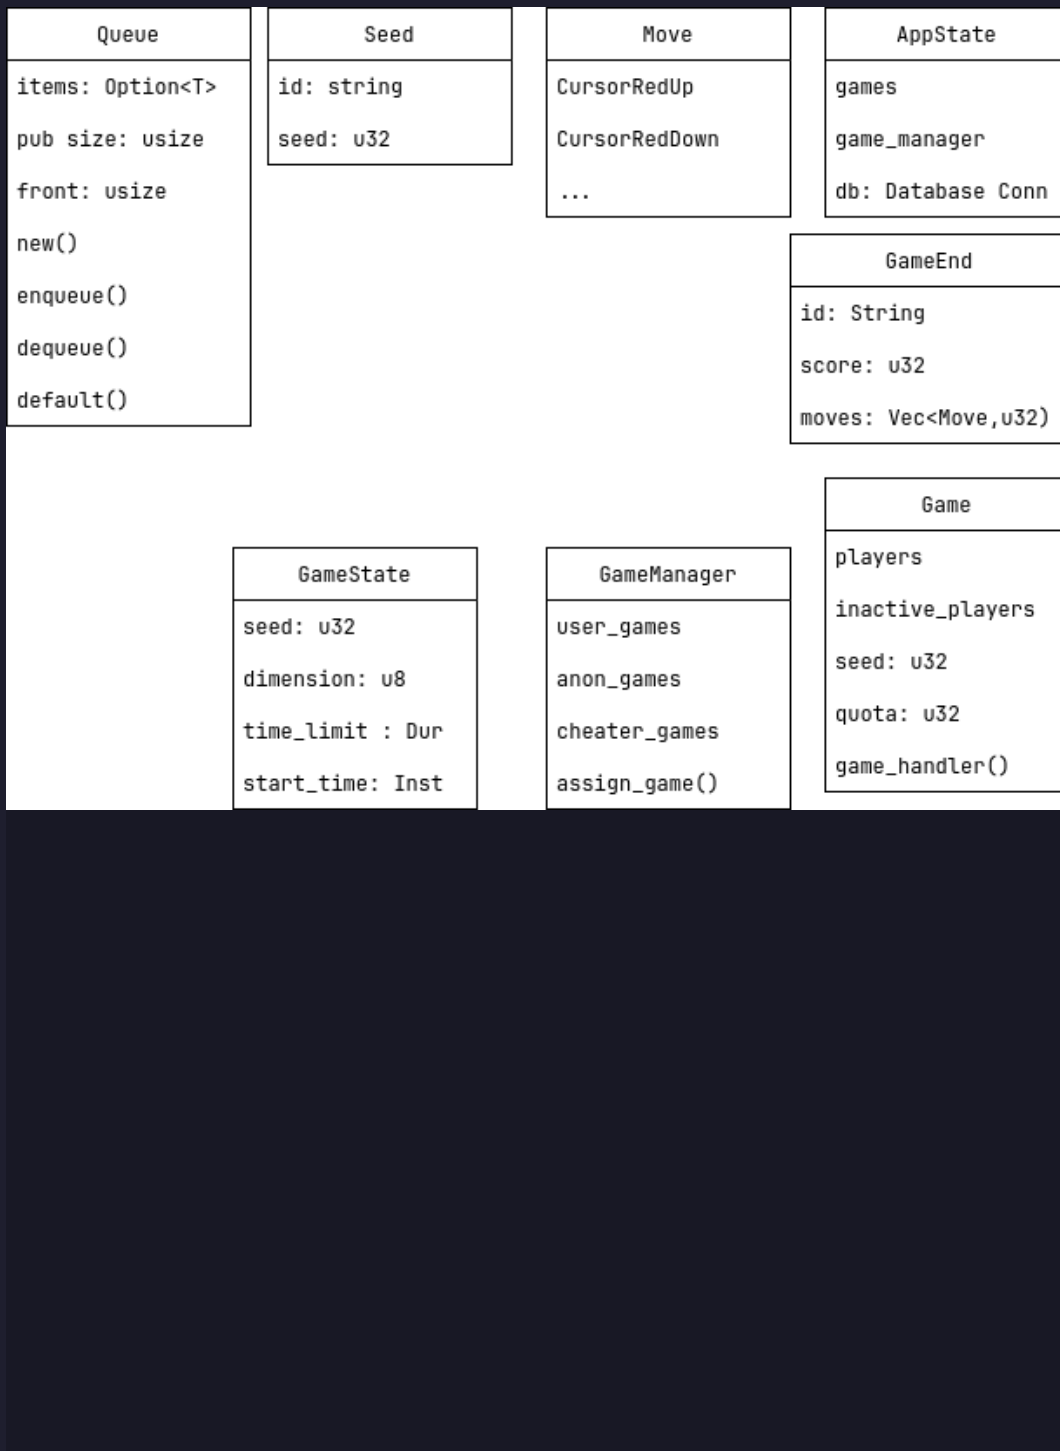 Queue
items: Option<T>
pub size: usize
front: usize
new()
enqueue()
dequeue()
default()
Seed
id: string
seed: u32
Move
CursorRedUp
CursorRedDown
...
AppState
games
game_manager
db: Database Conn
GameEnd
id: String
score: u32
moves: Vec<Move,u32)
GameState
seed: u32
dimension: u8
time_limit : Dur
start_time: Inst
GameManager
user_games
anon_games
cheater_games
assign_game()
Game
players
inactive_players
seed: u32
quota: u32
game_handler()